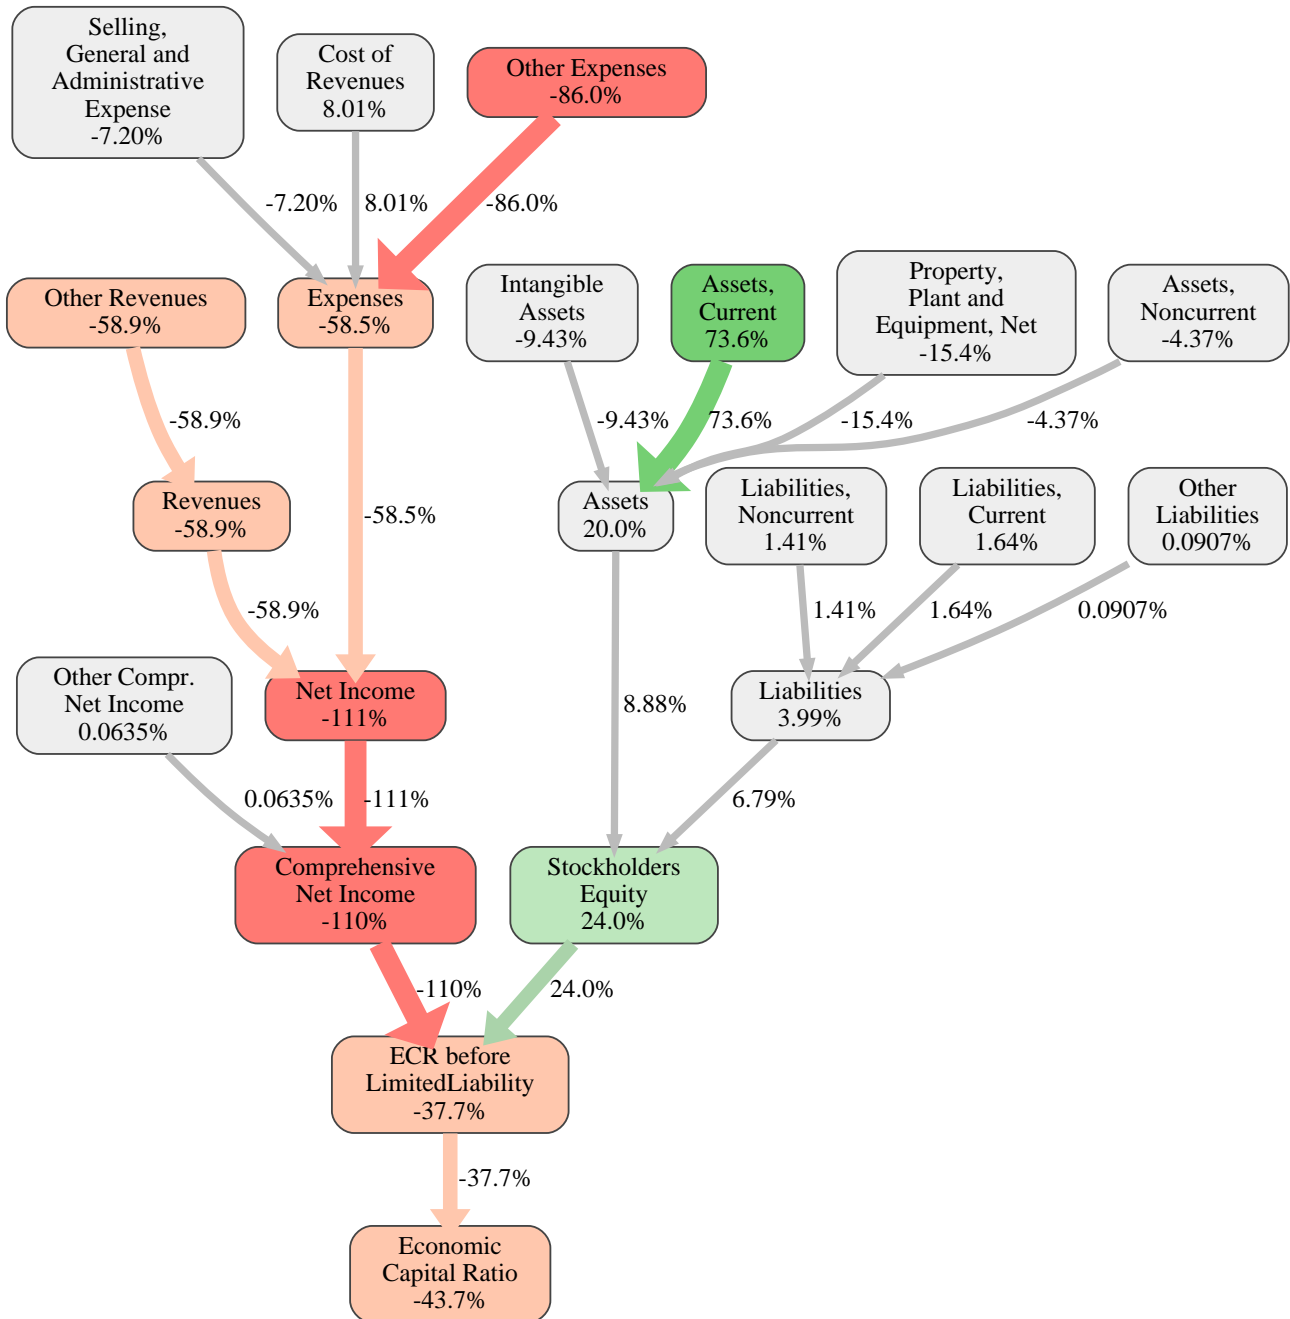 Selling,
General and
Administrative
Expense
-7.20%
Cost of
Revenues
8.01%
Other Expenses
-86.0%
-7.20%
8.01%
-86.0%
Other Revenues
-58.9%
Expenses
-58.5%
Intangible
Assets
-9.43%
Assets,
Current
73.6%
Property,
Plant and
Equipment, Net
-15.4%
Assets,
Noncurrent
-4.37%
-58.9%
-9.43%
73.6%
-15.4%
-4.37%
Revenues
-58.9%
-58.5%
Assets
20.0%
Liabilities,
Noncurrent
1.41%
Liabilities,
Current
1.64%
Other
Liabilities
0.0907%
-58.9%
1.41%
1.64%
0.0907%
Other Compr.
Net Income
0.0635%
Net Income
-111%
8.88%
Liabilities
3.99%
0.0635%
-111%
6.79%
Comprehensive
Net Income
-110%
Stockholders
Equity
24.0%
-110%
24.0%
ECR before
LimitedLiability
-37.7%
-37.7%
Economic
Capital Ratio
-43.7%